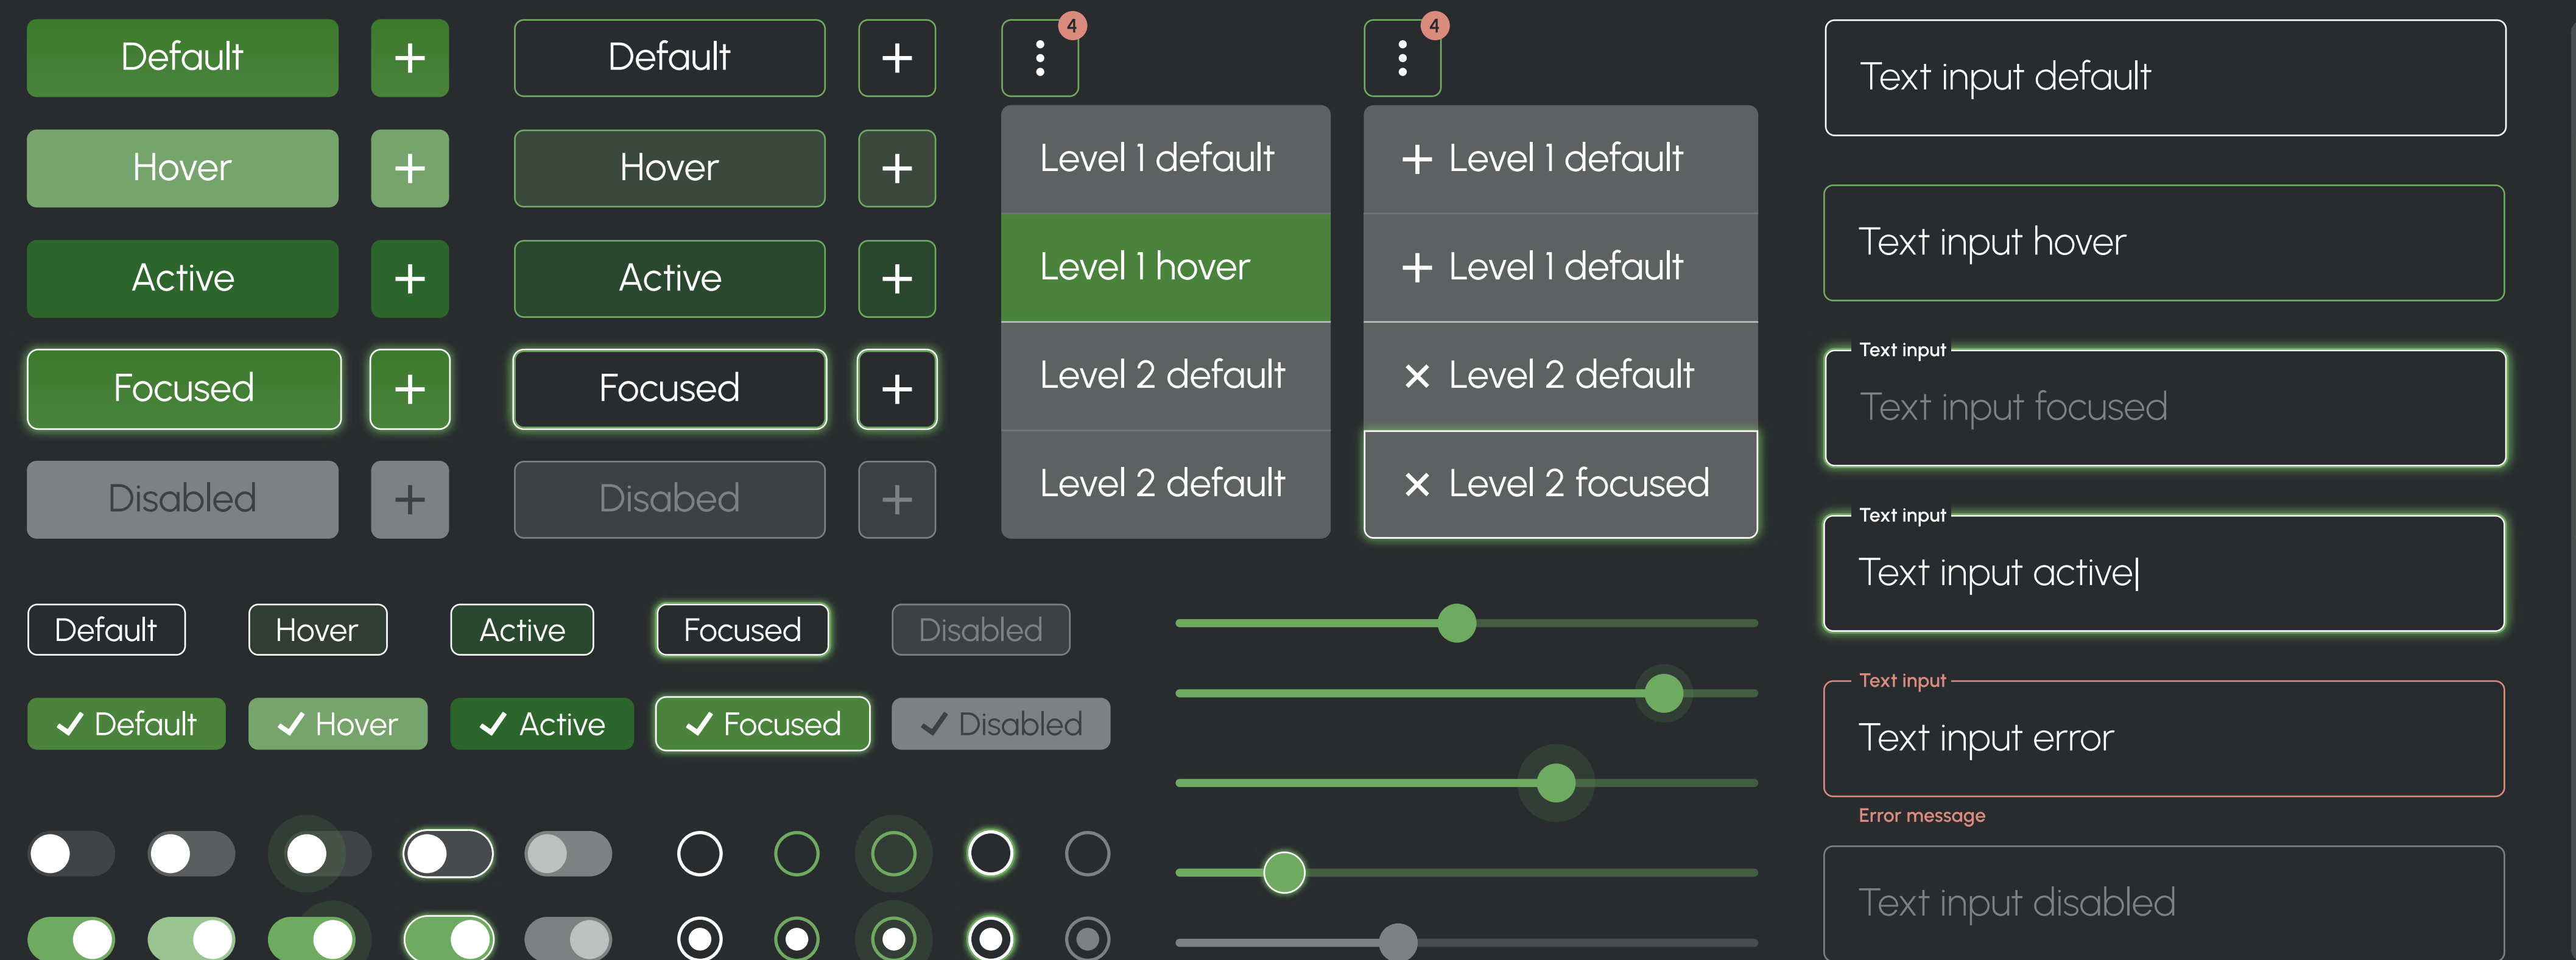 Default
Default
4
4
Hover
Hover
Active
Active
Focused
Focused
Disabled
Disabed
Level 1 default
Level 1 hover
Level 2 default
Level 2 default
Level 1 default
Level 1 default
Level 2 default
Level 2 focused
Default
Hover
Active
Focused
Disabled
Default
Hover
Active
Focused
Disabled
Text input default
Text input hover
Text input
Text input focused
Text input
Text input active
Text input
Text input error
Error message
Text input disabled